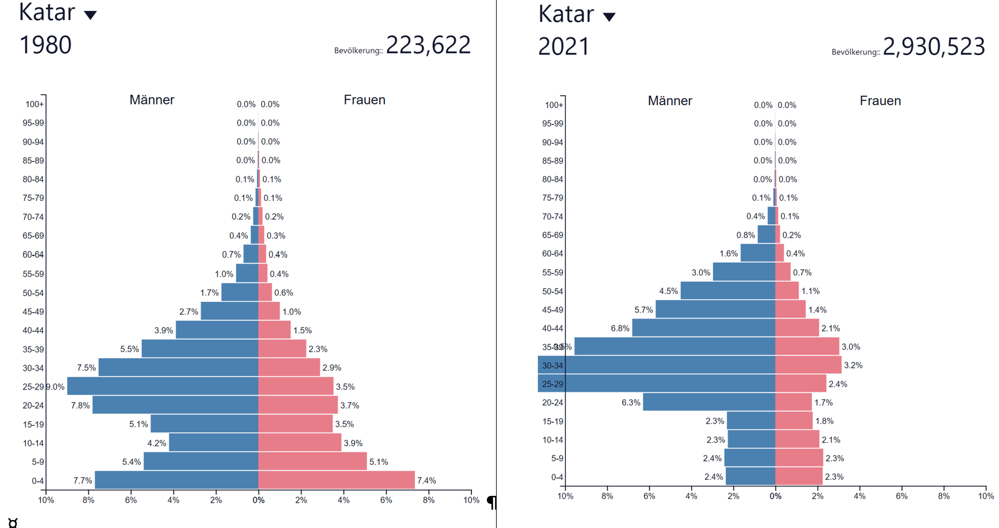 Katar
1980
Bevölkerung:: 223,622
Männer Frauen
100+ 0.0% 0.0%
95-99 0.0% 0.0%
90-94 0.0% 0.0%
85-89 0.0% 0.0%
80-84 0.1% 0.1%
75-79 0.1% 0.1%
70-74 0.2% 0.2%
65-69 0.4% 0.3%
60-64 0.7% 0.4%
55-59 1.0% 0.4%
50-54 1.7% 0.6%
45-49 2.7% 1.0%
40-44 3.9% 1.5%
35-39 5.5% 2.3%
30-34 7.5% 2.9%
25-29 9.0% 3.5%
20-24 7.8% 3.7%
15-19 5.1% 3.5%
10-14 4.2% 3.9%
5-9 5.4% 5.1%
0-4 7.7% 7.4%
10% 8% 6% 4% 2% 0% 2% 4% 6% 8% 10% ¶
¤
Katar
2021
Bevölkerung:: 2,930,523
Männer Frauen
100+ 0.0% 0.0%
95-99 0.0% 0.0%
90-94 0.0% 0.0%
85-89 0.0% 0.0%
80-84 0.0% 0.0%
75-79 0.1% 0.1%
70-74 0.4% 0.1%
65-69 0.8% 0.2%
60-64 1.6% 0.4%
55-59 3.0% 0.7%
50-54 4.5% 1.1%
45-49 5.7% 1.4%
40-44 6.8% 2.1%
35-39 3.0%
30-34 3.2%
25-29 2.4%
20-24 6.3% 1.7%
15-19 2.3% 1.8%
10-14 2.3% 2.1%
5-9 2.4% 2.3%
0-4 2.4% 2.3%
10% 8% 6% 4% 2% 0% 2% 4% 6% 8% 10%